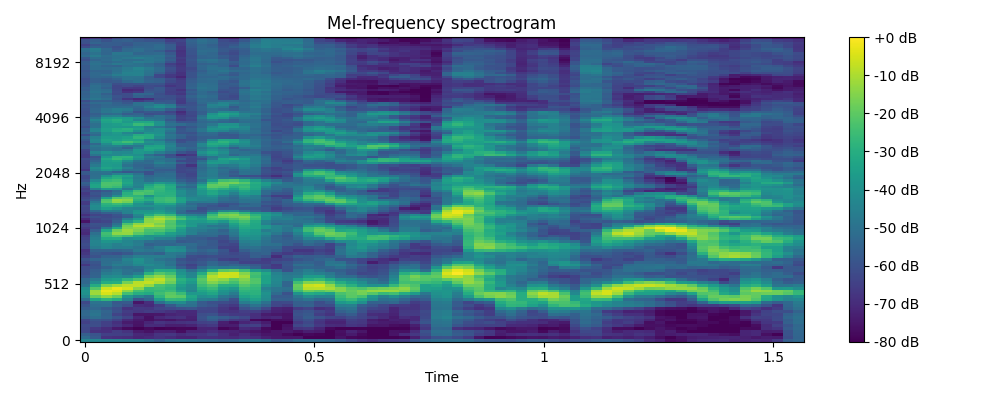 Mel-frequency spectrogram
8192
4096
2048
1024
512
0
Hz
0
0.5
1
1.5
Time
+0 dB
-10 dB
-20 dB
-30 dB
-40 dB
-50 dB
-60 dB
-70 dB
-80 dB